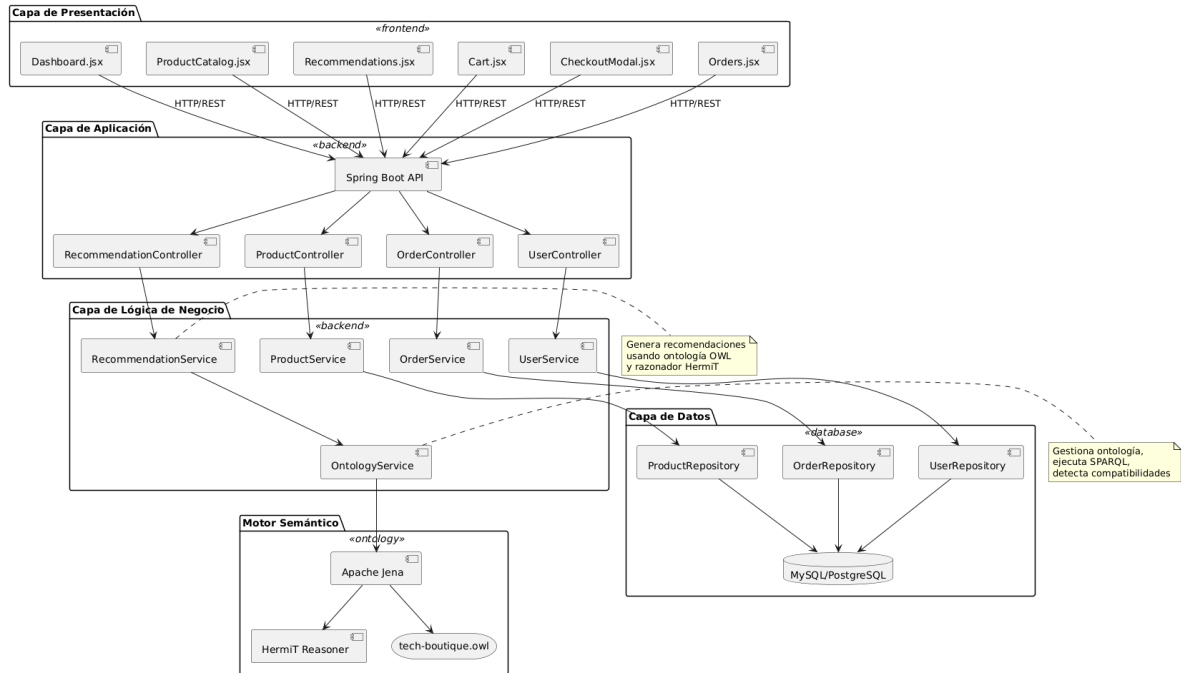 Capa de Presentación
«frontend»
Dashboard.jsx
ProductCatalog.jsx
Recommendations.jsx
Cart.jsx
CheckoutModal.jsx
Orders.jsx
HTTP/REST
HTTP/REST
HTTP/REST
HTTP/REST
HTTP/REST
HTTP/REST
Capa de Aplicación
«backend»
Spring Boot API
RecommendationController
ProductController
OrderController
UserController
Capa de Lógica de Negocio
«backend»
RecommendationService
ProductService
OrderService
UserService
Genera recomendaciones
usando ontología OWL
y razonador HermiT
OntologyService
Capa de Datos
«database»
ProductRepository
OrderRepository
UserRepository
Gestiona ontología,
ejecuta SPARQL,
detecta compatibilidades
MySQL/PostgreSQL
Motor Semántico
«ontology»
Apache Jena
HermiT Reasoner
tech-boutique.owl